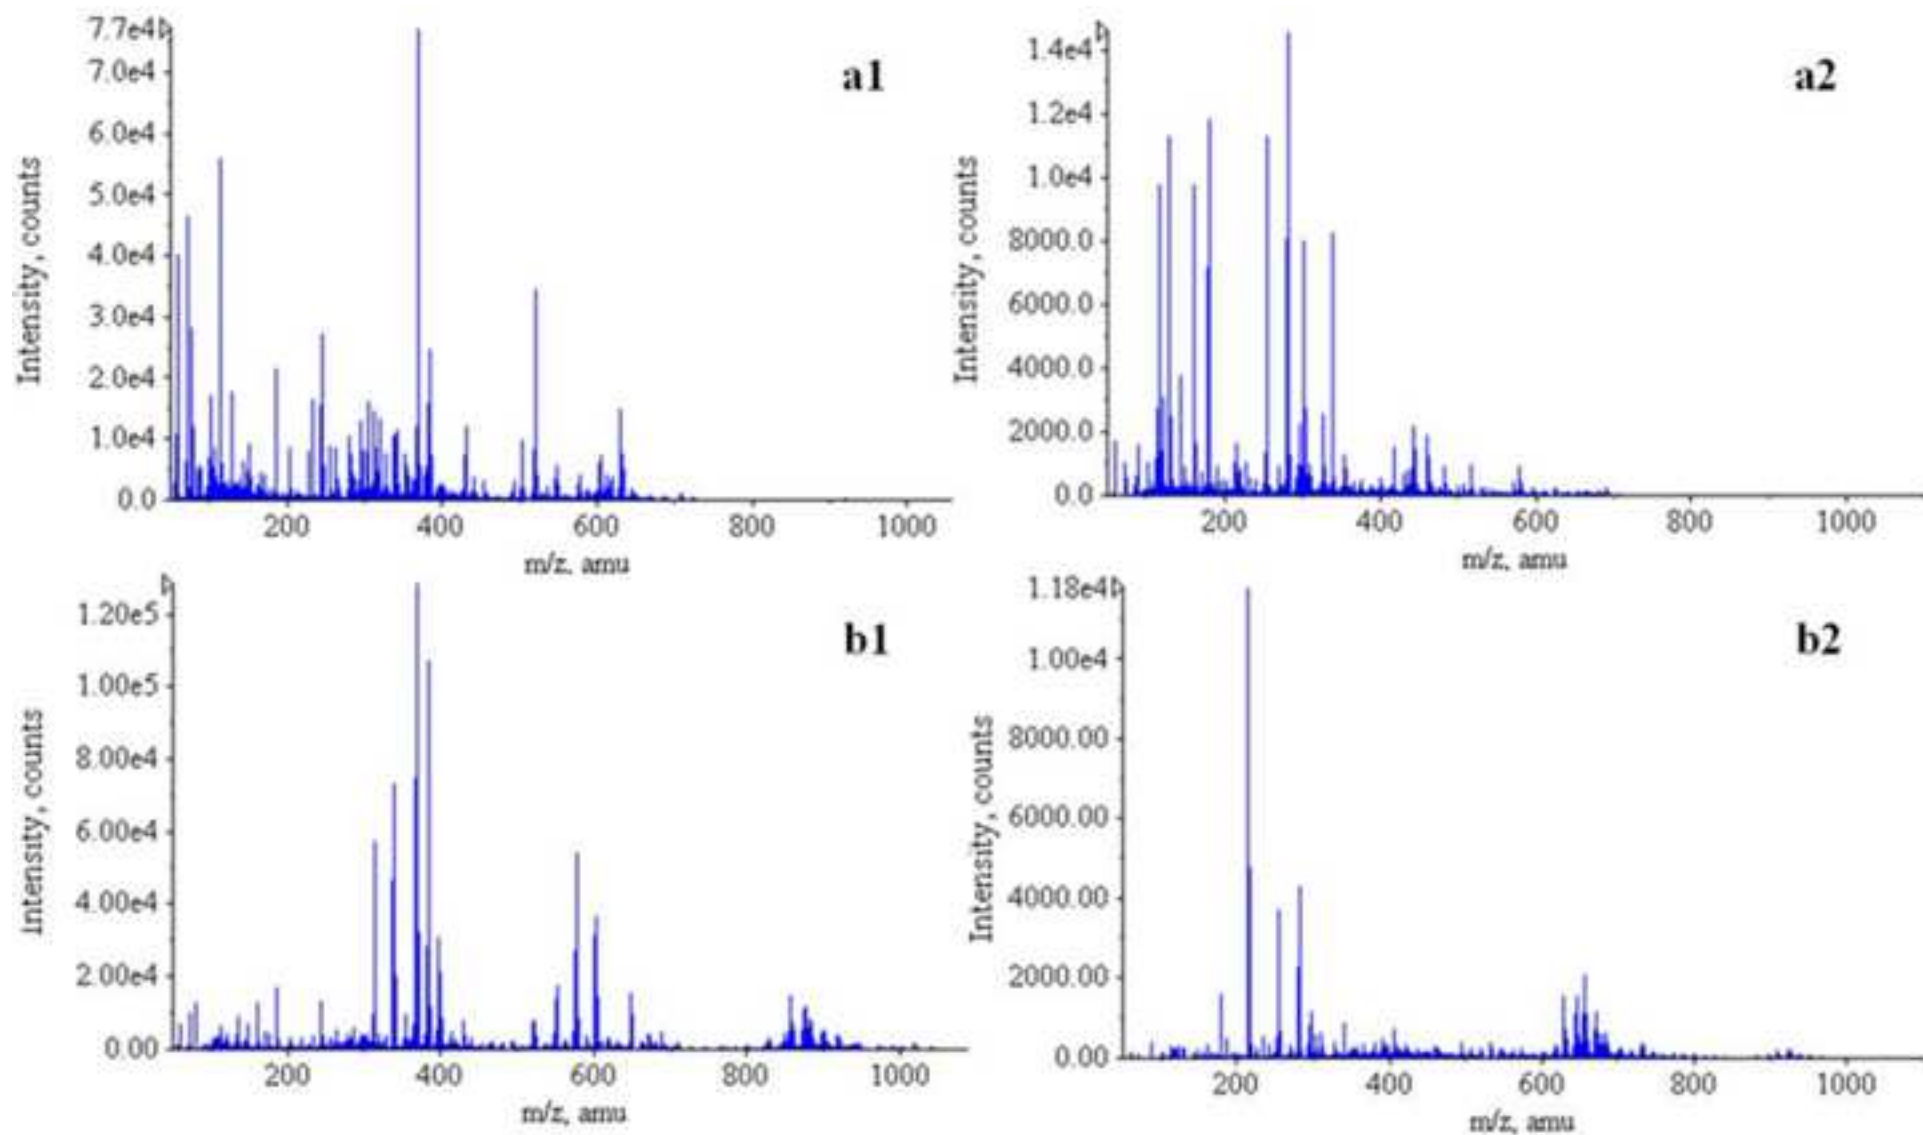 7.7e4
7.0e4
6.0e4
5.0e4
4.0e4
3.0e4
2.0e4
1.0e4
0.0
200 400 600 800 1000
m/z, amu
Intensity, counts
a1
1.4e4
1.2e4
1.0e4
8000.0
6000.0
4000.0
2000.0
0.0
200 400 600 800 1000
m/z, amu
Intensity, counts
a2
1.20e5
1.00e5
8.00e4
6.00e4
4.00e4
2.00e4
0.00
200 400 600 800 1000
m/z, amu
Intensity, counts
b1
1.18e4
1.00e4
8000.00
6000.00
4000.00
2000.00
0.00
200 400 600 800 1000
m/z, amu
Intensity, counts
b2